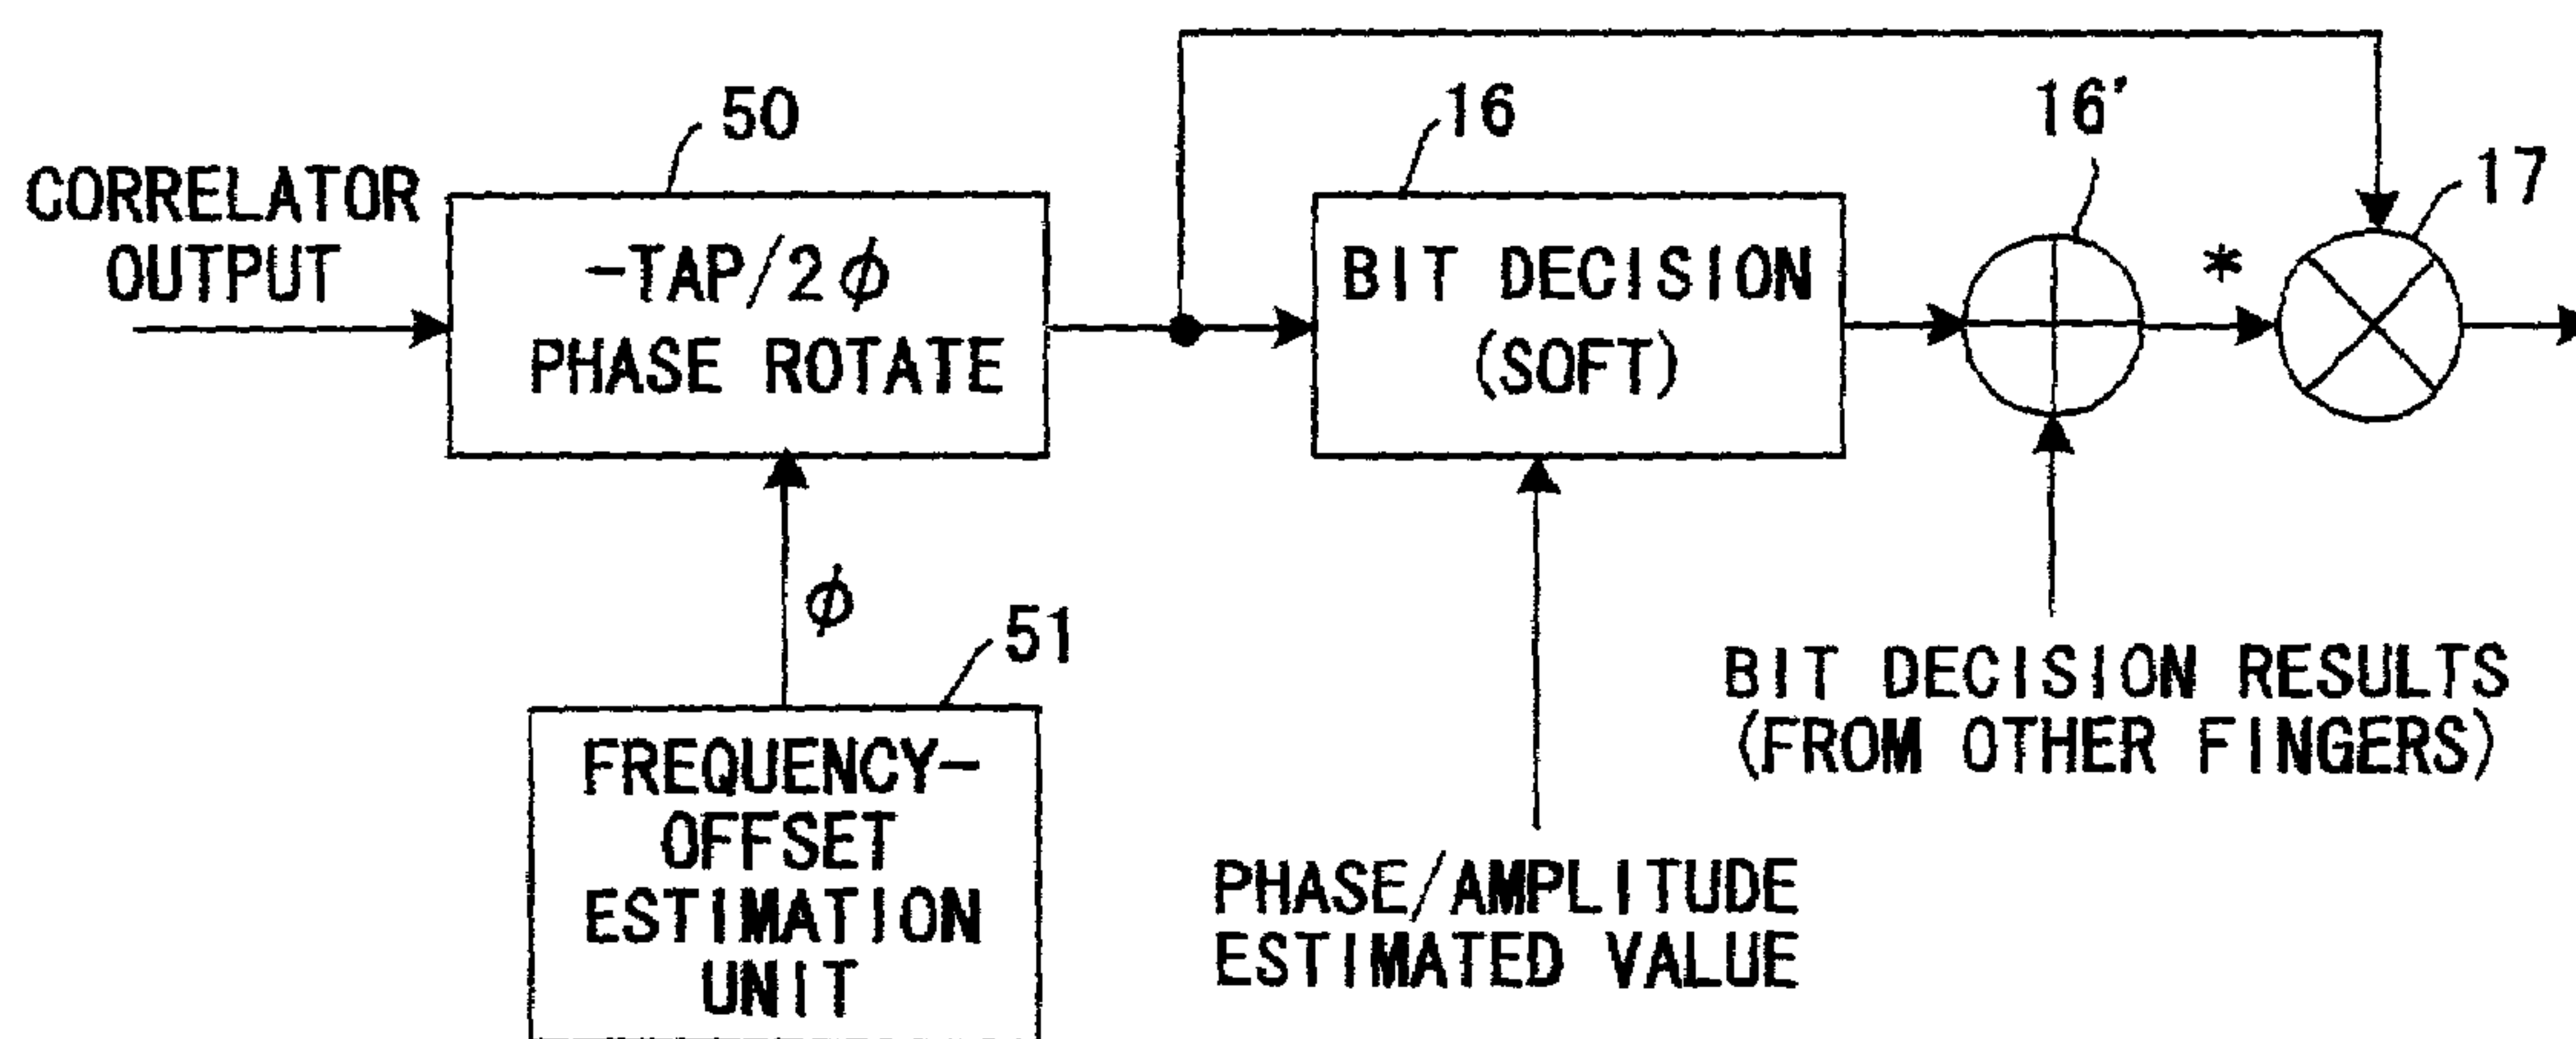 50
16
16'
17
CORRELATOR
OUTPUT
-TAP/2φ
PHASE ROTATE
BIT DECISION
(SOFT)
*
φ
51
FREQUENCY-
OFFSET
ESTIMATION
UNIT
BIT DECISION RESULTS
(FROM OTHER FINGERS)
PHASE/AMPLITUDE
ESTIMATED VALUE